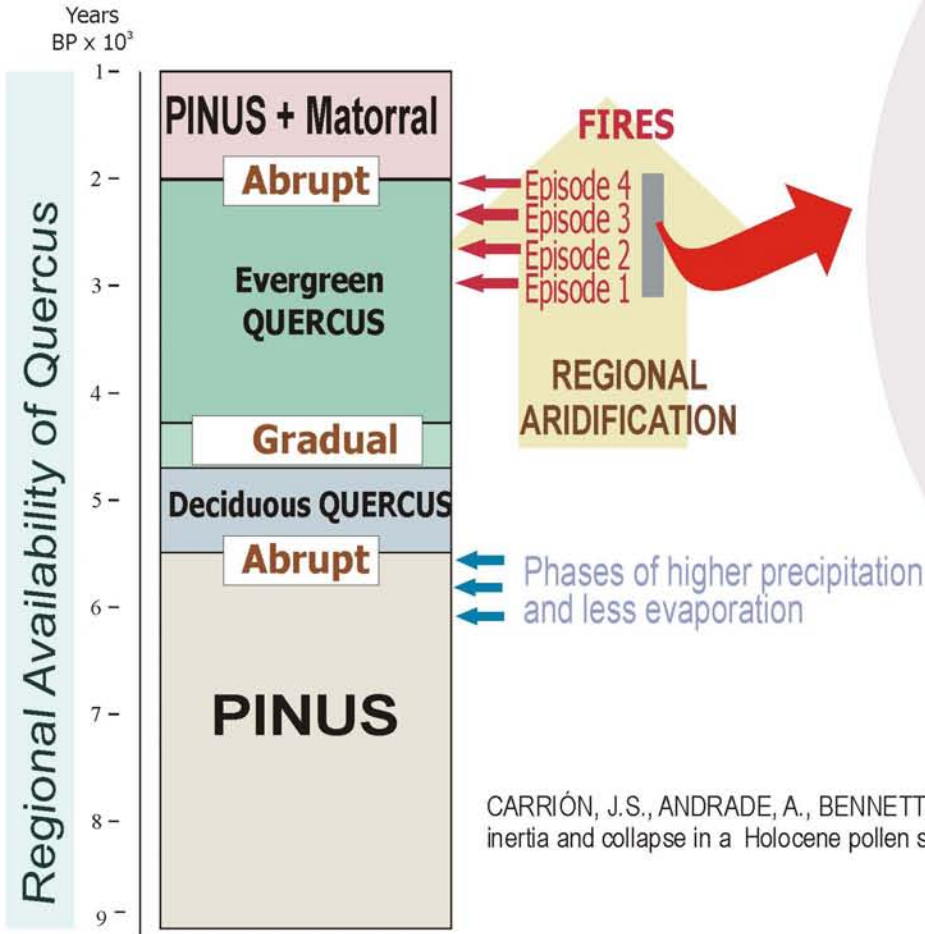 Years
BP x 10³
Regional Availability of Quercus
1
2
3
4
5
6
7
8
9
PINUS + Matorral
Abrupt
Evergreen
QUERCUS
Gradual
Deciduous QUERCUS
Abrupt
PINUS
FIRES
Episode 4
Episode 3
Episode 2
Episode 1
REGIONAL
ARIDIFICATION
Phases of higher precipitation
and less evaporation
CARRIÓN, J.S., ANDRADE, A., BENNETT
inertia and collapse in a Holocene pollen s